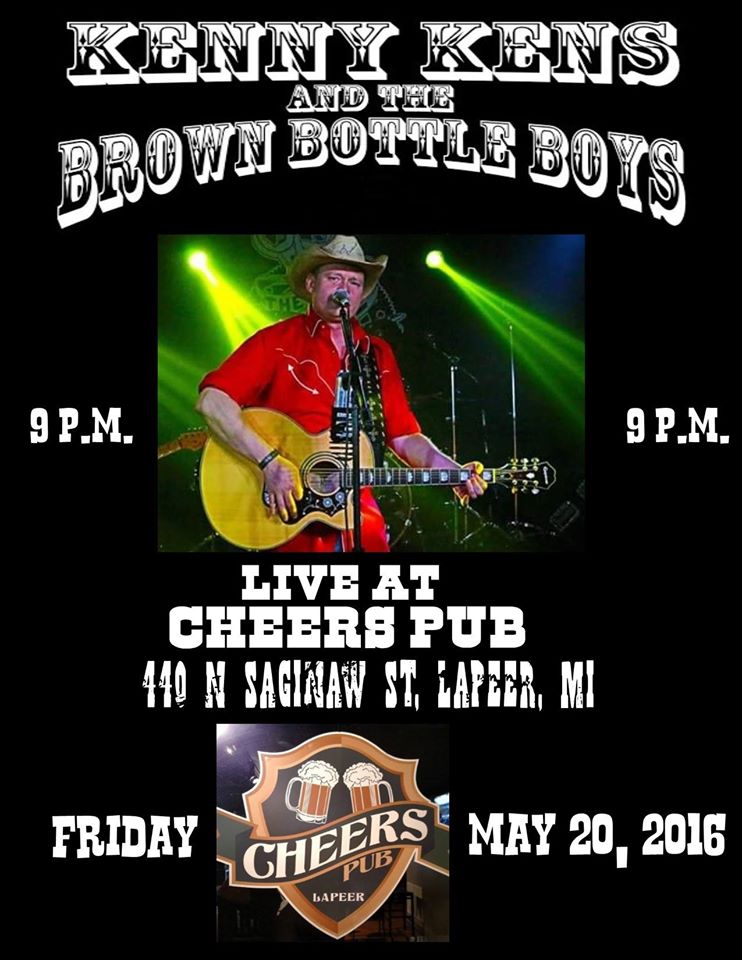 KENNY KENS
AND THE
BROWN BOTTLE BOYS
THE
9 P.M.
9 P.M.
LIVE AT
CHEERS PUB
440 N SAGINAW ST, LAPEER, MI
FRIDAY
CHEERS
PUB
LAPEER
MAY 20, 2016